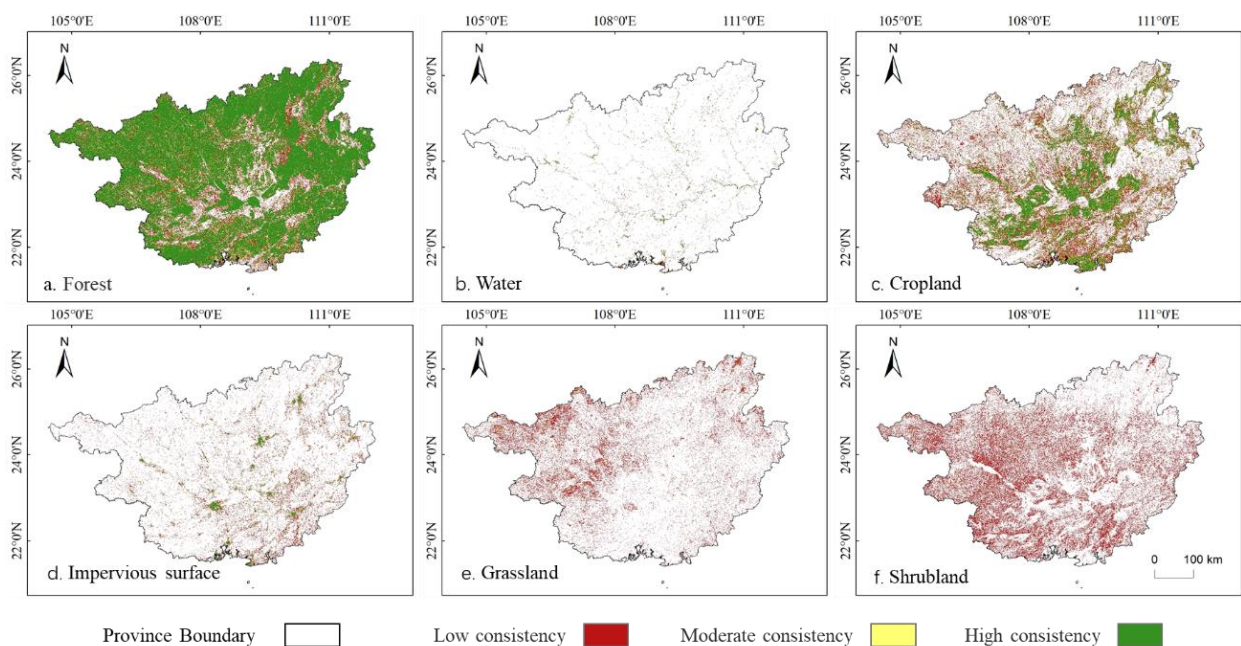 105°0'E 108°0'E 111°0'E 105°0'E 108°0'E 111°0'E 105°0'E 108°0'E 111°0'E
N N N
26°0'N 26°0'N 26°0'N
24°0'N 24°0'N 24°0'N
22°0'N 22°0'N 22°0'N
a. Forest b. Water c. Cropland
105°0'E 108°0'E 111°0'E 105°0'E 108°0'E 111°0'E 105°0'E 108°0'E 111°0'E
N N N
26°0'N 26°0'N 26°0'N
24°0'N 24°0'N 24°0'N
22°0'N 22°0'N 22°0'N
0 100 km
d. Impervious surface e. Grassland f. Shrubland
Province Boundary Low consistency Moderate consistency High consistency